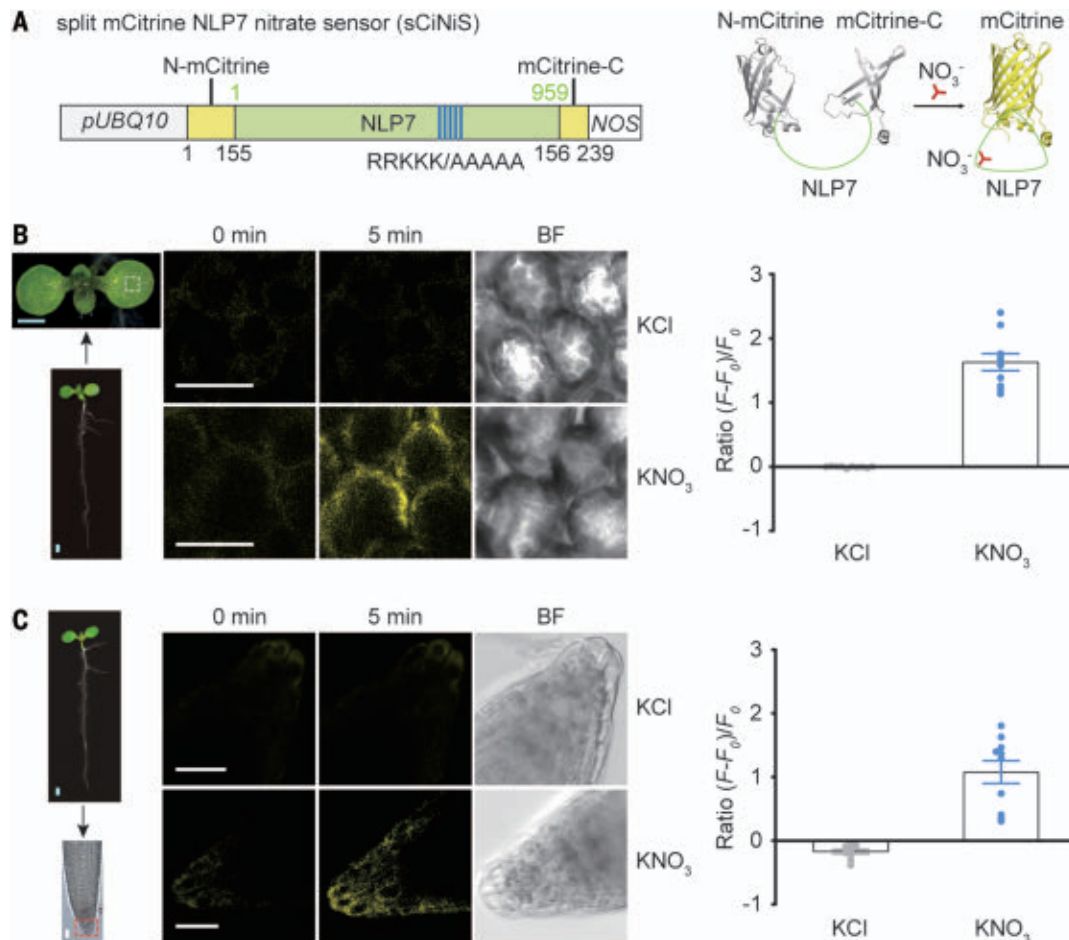 A split mCitrine NLP7 nitrate sensor (sCiNiS)
N-mCitrine mCitrine-C
1 959
pUBQ10 NLP7 NOS
1 155 156 239
RRKKK/AAAAA
N-mCitrine mCitrine-C mCitrine
NO₃⁻
NO₃⁻
NLP7 NLP7
B 0 min 5 min BF
KCl
KNO₃
Ratio (F-F₀)/F₀
3
2
1
0
-1
KCl KNO₃
C 0 min 5 min BF
KCl
KNO₃
Ratio (F-F₀)/F₀
3
2
1
0
-1
KCl KNO₃